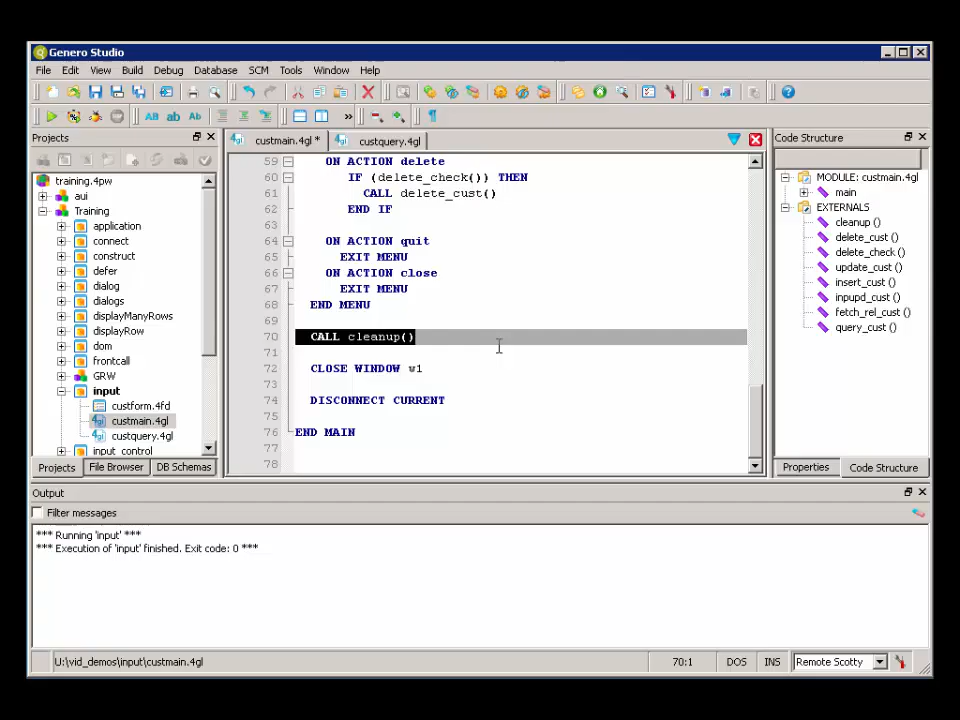 Genero Studio
File Edit View Build Debug Database SCM Tools Window Help
AB ab Ab »
Projects
training.4pw
aui
Training
application
connect
construct
defer
dialog
dialogs
displayManyRows
displayRow
dom
frontcall
GRW
input
custform.4fd
custmain.4gl
custquery.4gl
input_control
Projects File Browser DB Schemas
custmain.4gl * custquery.4gl
59 ON ACTION delete
60 IF (delete_check()) THEN
61 CALL delete_cust()
62 END IF
63
64 ON ACTION quit
65 EXIT MENU
66 ON ACTION close
67 EXIT MENU
68 END MENU
69
70 CALL cleanup()
71
72 CLOSE WINDOW w1
73
74 DISCONNECT CURRENT
75
76 END MAIN
77
78
Code Structure
MODULE: custmain.4gl
main
EXTERNALS
cleanup ()
delete_cust ()
delete_check ()
update_cust ()
insert_cust ()
inpupd_cust ()
fetch_rel_cust ()
query_cust ()
Properties Code Structure
Output
Filter messages
*** Running 'input' ***
*** Execution of 'input' finished. Exit code: 0 ***
U:\vid_demos\input\custmain.4gl 70:1 DOS INS Remote Scotty